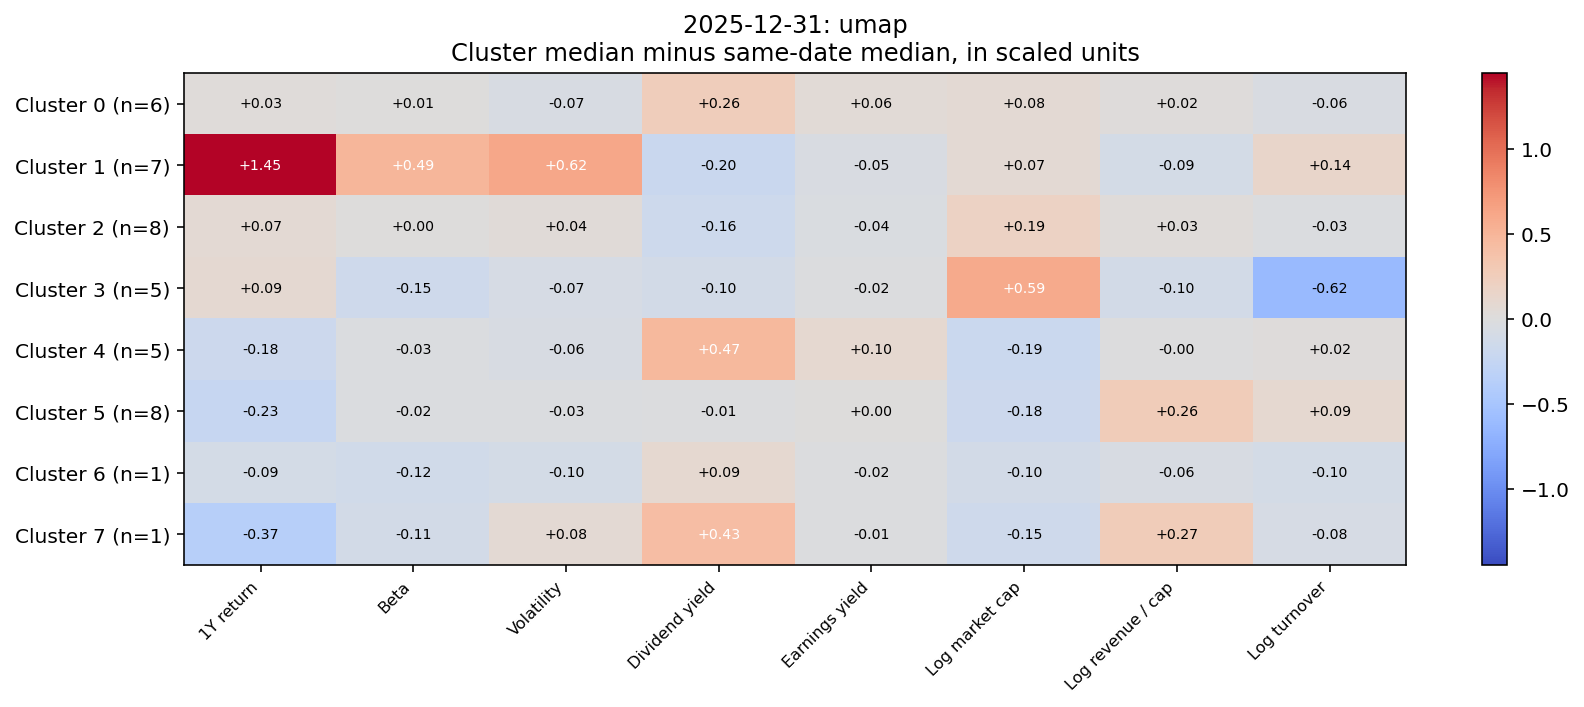 2025-12-31: umap
Cluster median minus same-date median, in scaled units
Cluster 0 (n=6) +0.03 +0.01 -0.07 +0.26 +0.06 +0.08 +0.02 -0.06
Cluster 1 (n=7) +1.45 +0.49 +0.62 -0.20 -0.05 +0.07 -0.09 +0.14
Cluster 2 (n=8) +0.07 +0.00 +0.04 -0.16 -0.04 +0.19 +0.03 -0.03
Cluster 3 (n=5) +0.09 -0.15 -0.07 -0.10 -0.02 +0.59 -0.10 -0.62
Cluster 4 (n=5) -0.18 -0.03 -0.06 +0.47 +0.10 -0.19 -0.00 +0.02
Cluster 5 (n=8) -0.23 -0.02 -0.03 -0.01 +0.00 -0.18 +0.26 +0.09
Cluster 6 (n=1) -0.09 -0.12 -0.10 +0.09 -0.02 -0.10 -0.06 -0.10
Cluster 7 (n=1) -0.37 -0.11 +0.08 +0.43 -0.01 -0.15 +0.27 -0.08
1Y return
Beta
Volatility
Dividend yield
Earnings yield
Log market cap
Log revenue / cap
Log turnover
1.0
0.5
0.0
−0.5
−1.0